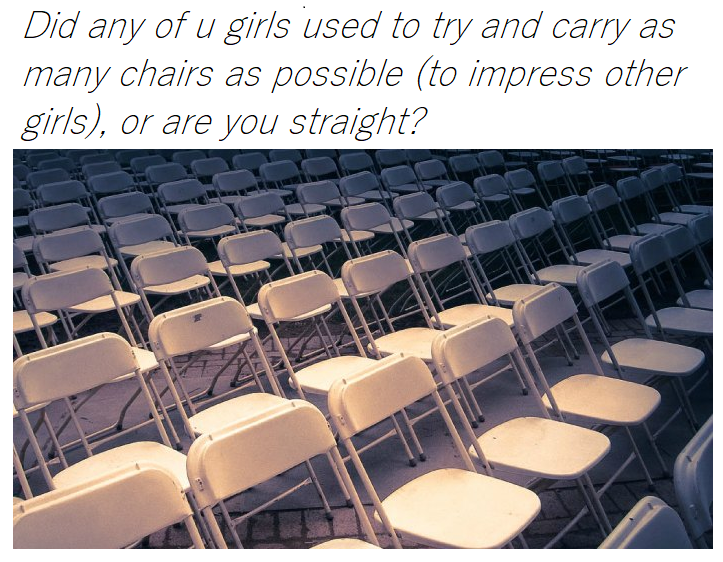 Did any of u girls used to try and carry as
many chairs as possible (to impress other
girls), or are you straight?